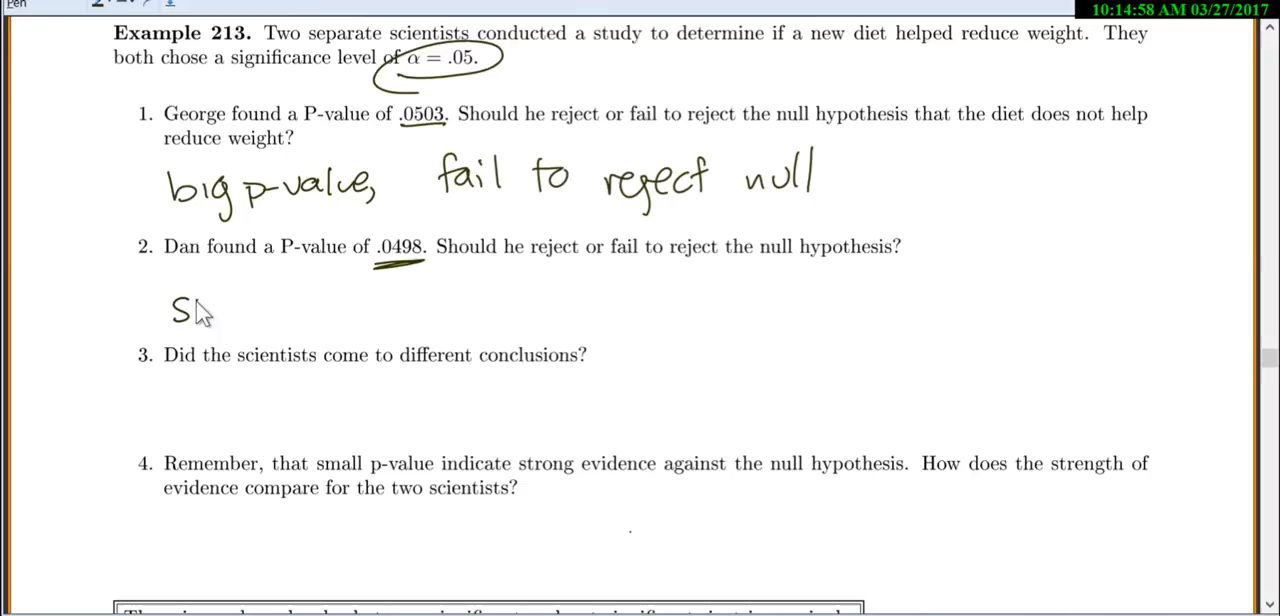 Pen
10:14:58 AM 03/27/2017
Example 213. Two separate scientists conducted a study to determine if a new diet helped reduce weight. They
both chose a significance level of α = .05.
1. George found a P-value of .0503. Should he reject or fail to reject the null hypothesis that the diet does not help
reduce weight?
big p-value, fail to reject null
2. Dan found a P-value of .0498. Should he reject or fail to reject the null hypothesis?
S
3. Did the scientists come to different conclusions?
4. Remember, that small p-value indicate strong evidence against the null hypothesis. How does the strength of
evidence compare for the two scientists?